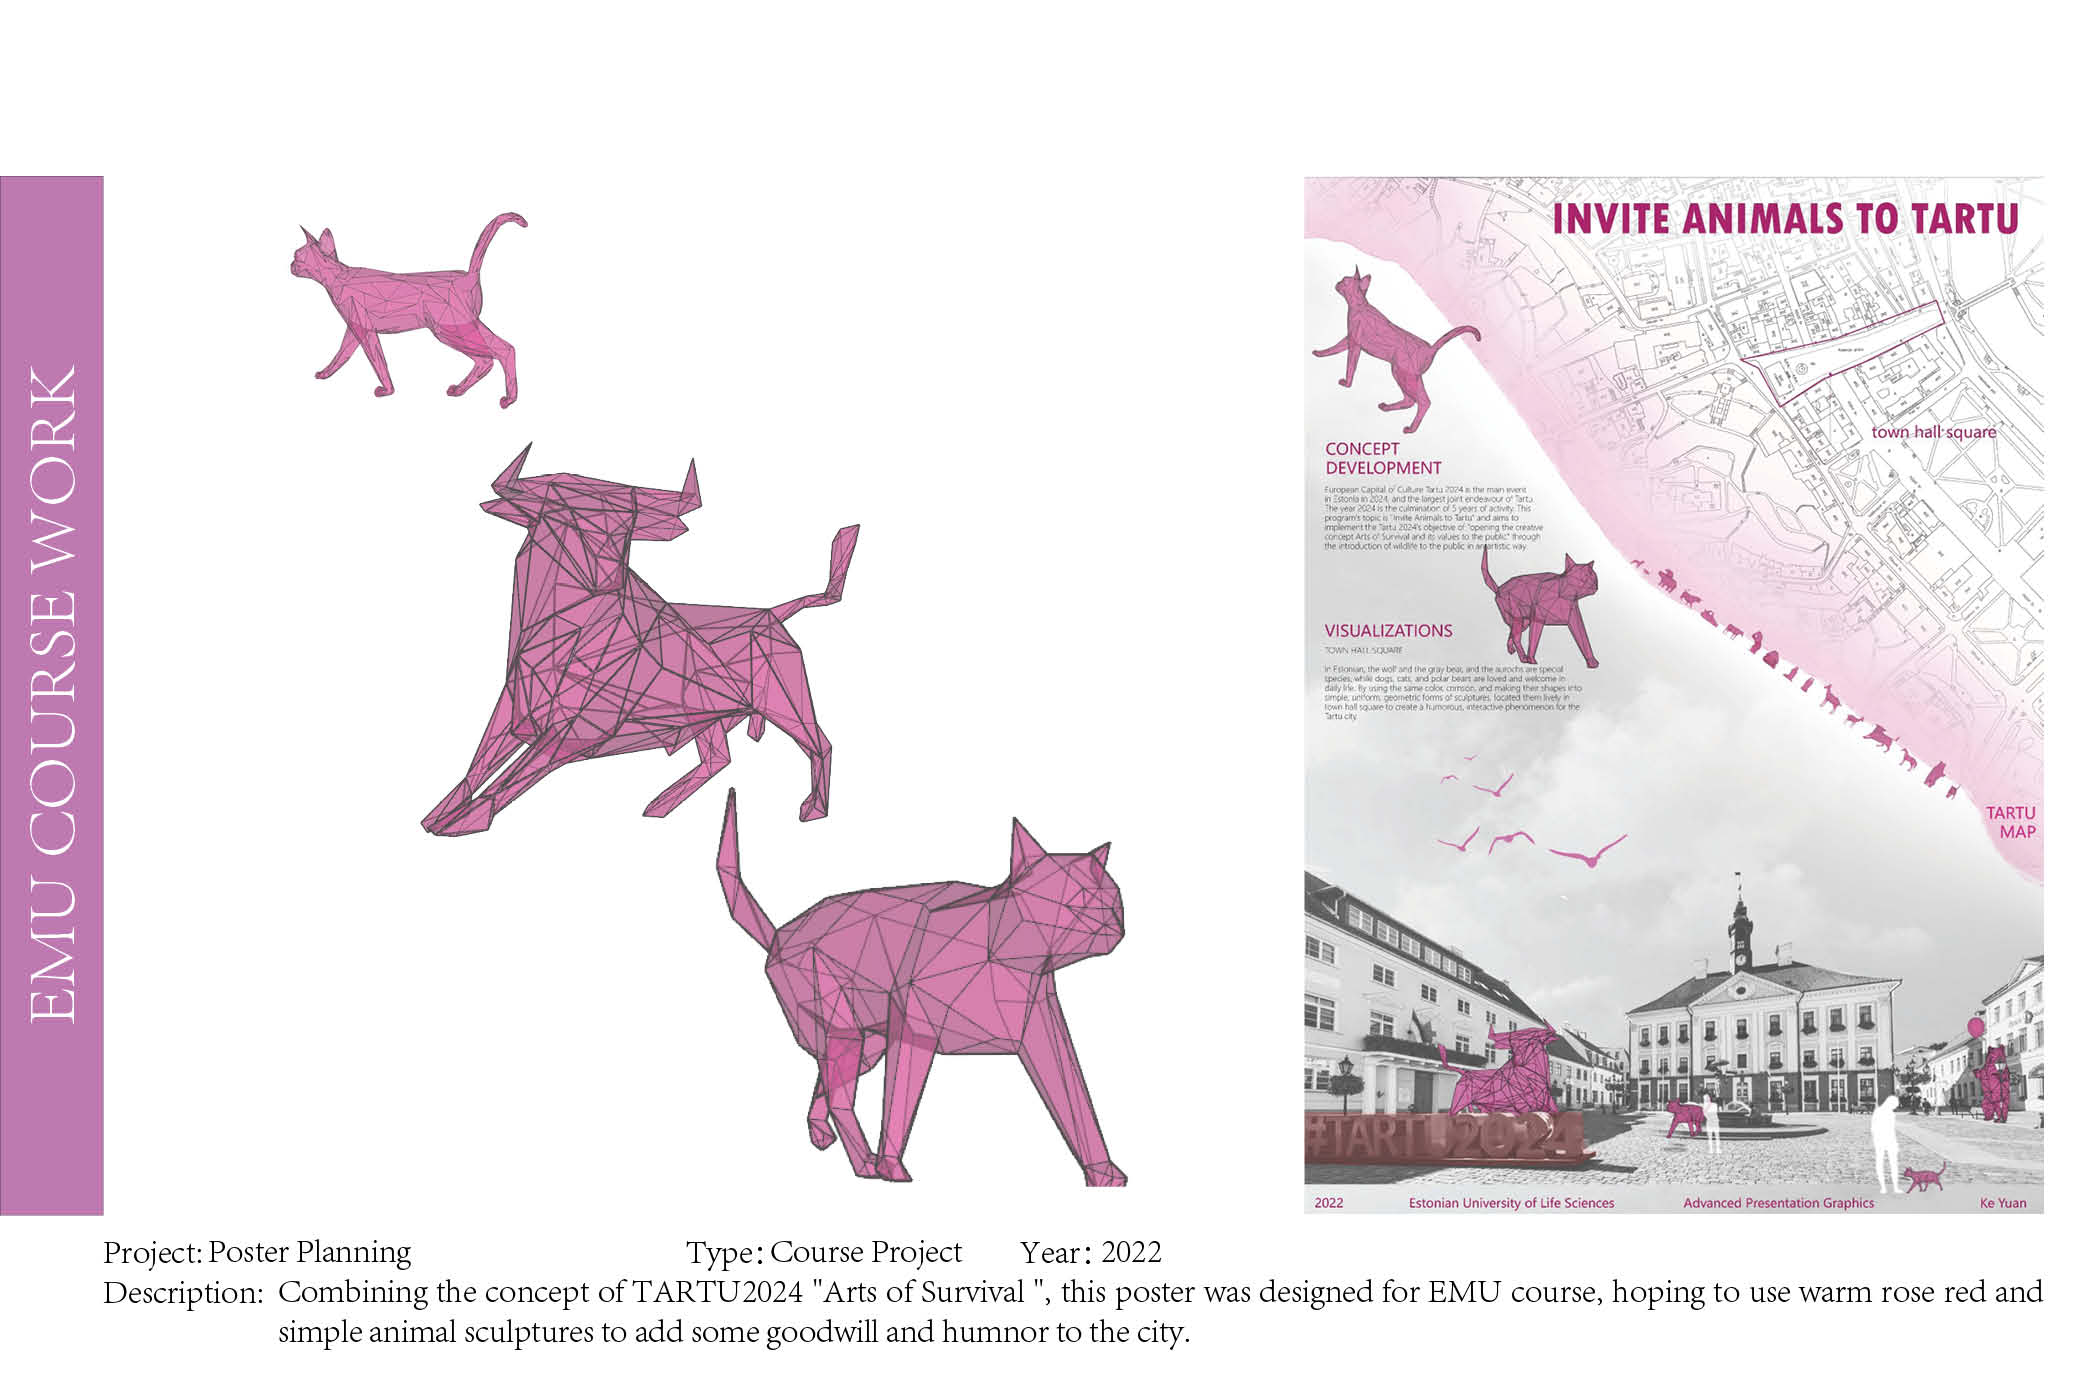 EMU COURSE WORK
INVITE ANIMALS TO TARTU
town hall square
CONCEPT
DEVELOPMENT
European Capital of Culture Tartu 2024 is the main event
in Estonia in 2024, and the largest joint endeavour of Tartu.
The year 2024 is the culmination of 5 years of activity. This
program's topic is "Invite Animals to Tartu" and aims to
implement the Tartu 2024's objective of: "opening the creative
concept Arts of Survival and its values to the public" through
the introduction of wildlife to the public in an artistic way.
VISUALIZATIONS
TOWN HALL SQUARE
In Estonian, the wolf and the gray bear, and the aurochs are special
species, while dogs, cats, and polar bears are loved and welcome in
daily life. By using the same color, crimson, and making their shapes into
simple, uniform, geometric forms of sculptures, located them lively in
town hall square to create a humorous, interactive phenomenon for the
Tartu city.
TARTU
MAP
#TARTU2024
2022 Estonian University of Life Sciences Advanced Presentation Graphics Ke Yuan
Project: Poster Planning Type: Course Project Year: 2022
Description: Combining the concept of TARTU2024 "Arts of Survival ", this poster was designed for EMU course, hoping to use warm rose red and
simple animal sculptures to add some goodwill and humnor to the city.